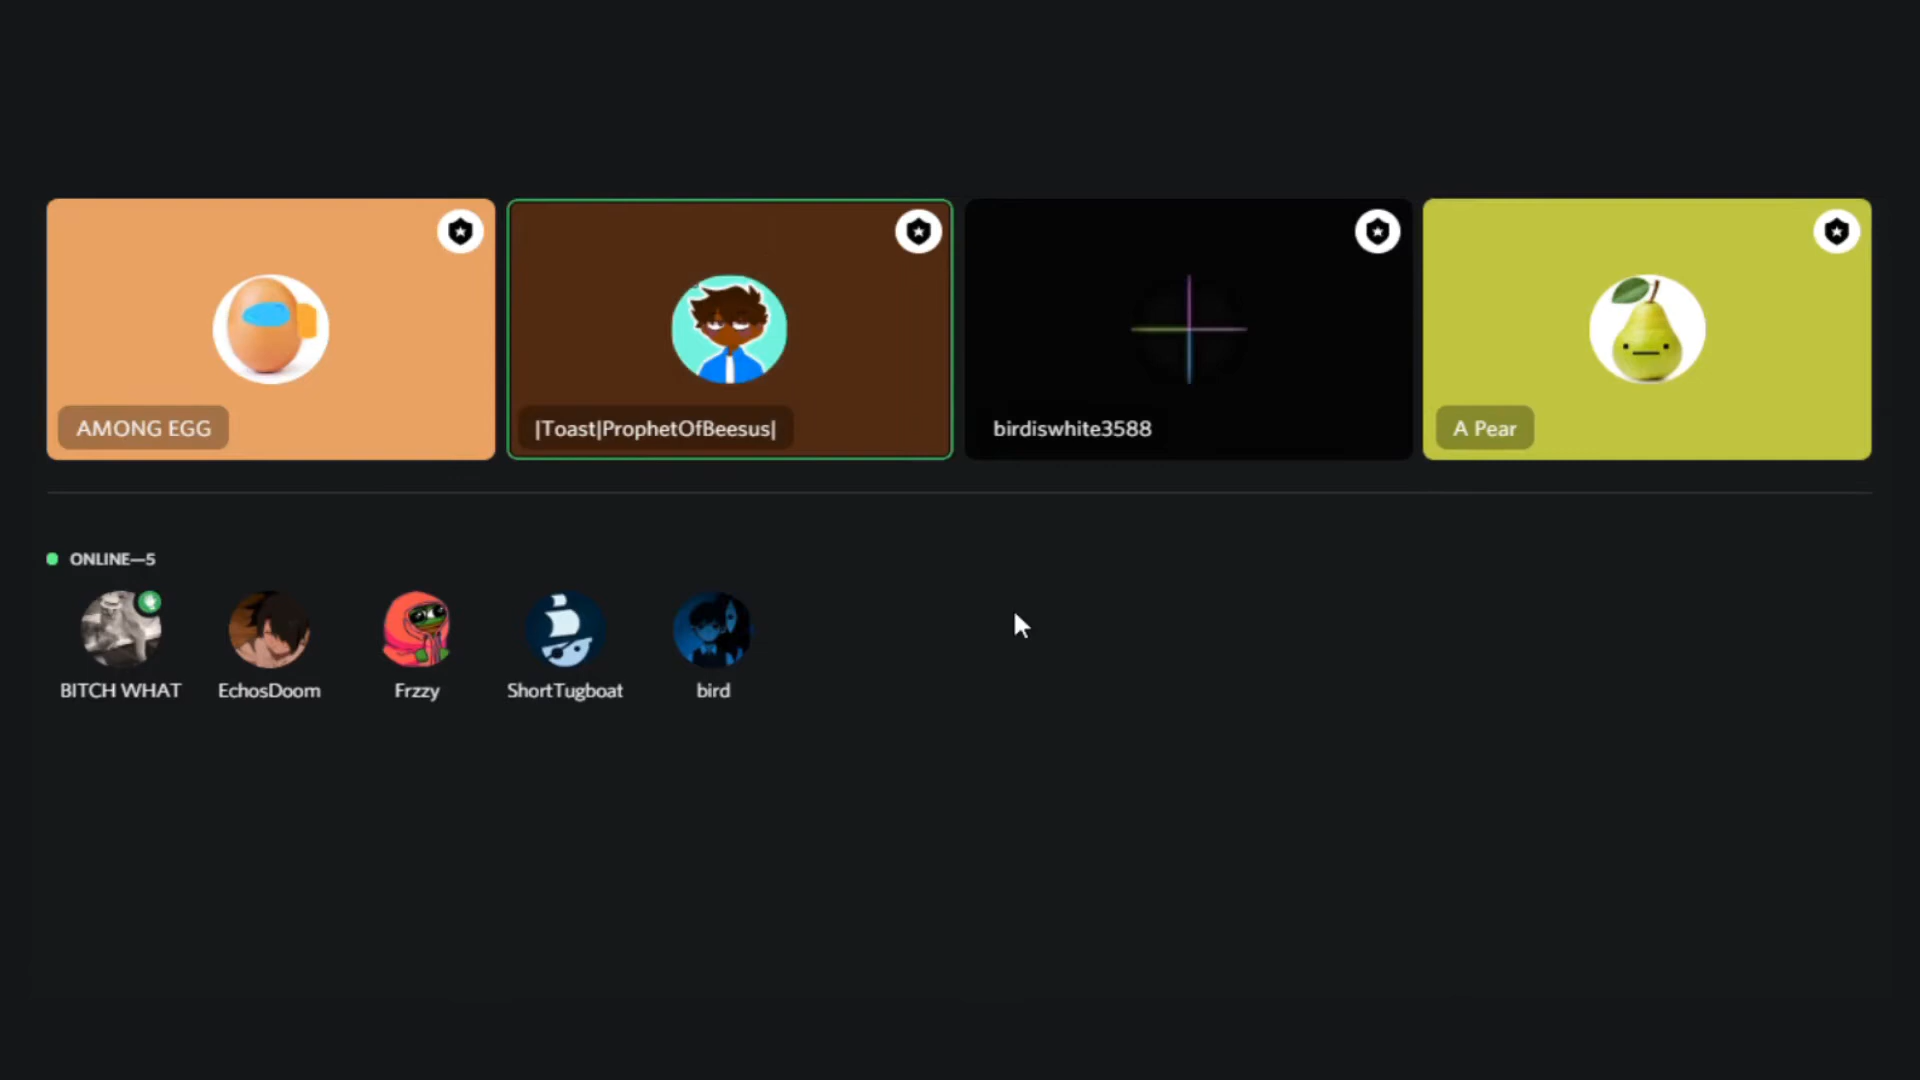 AMONG EGG
|Toast|ProphetOfBeesus|
birdiswhite3588
A Pear
ONLINE—5
BITCH WHAT
EchosDoom
Frzzy
ShortTugboat
bird